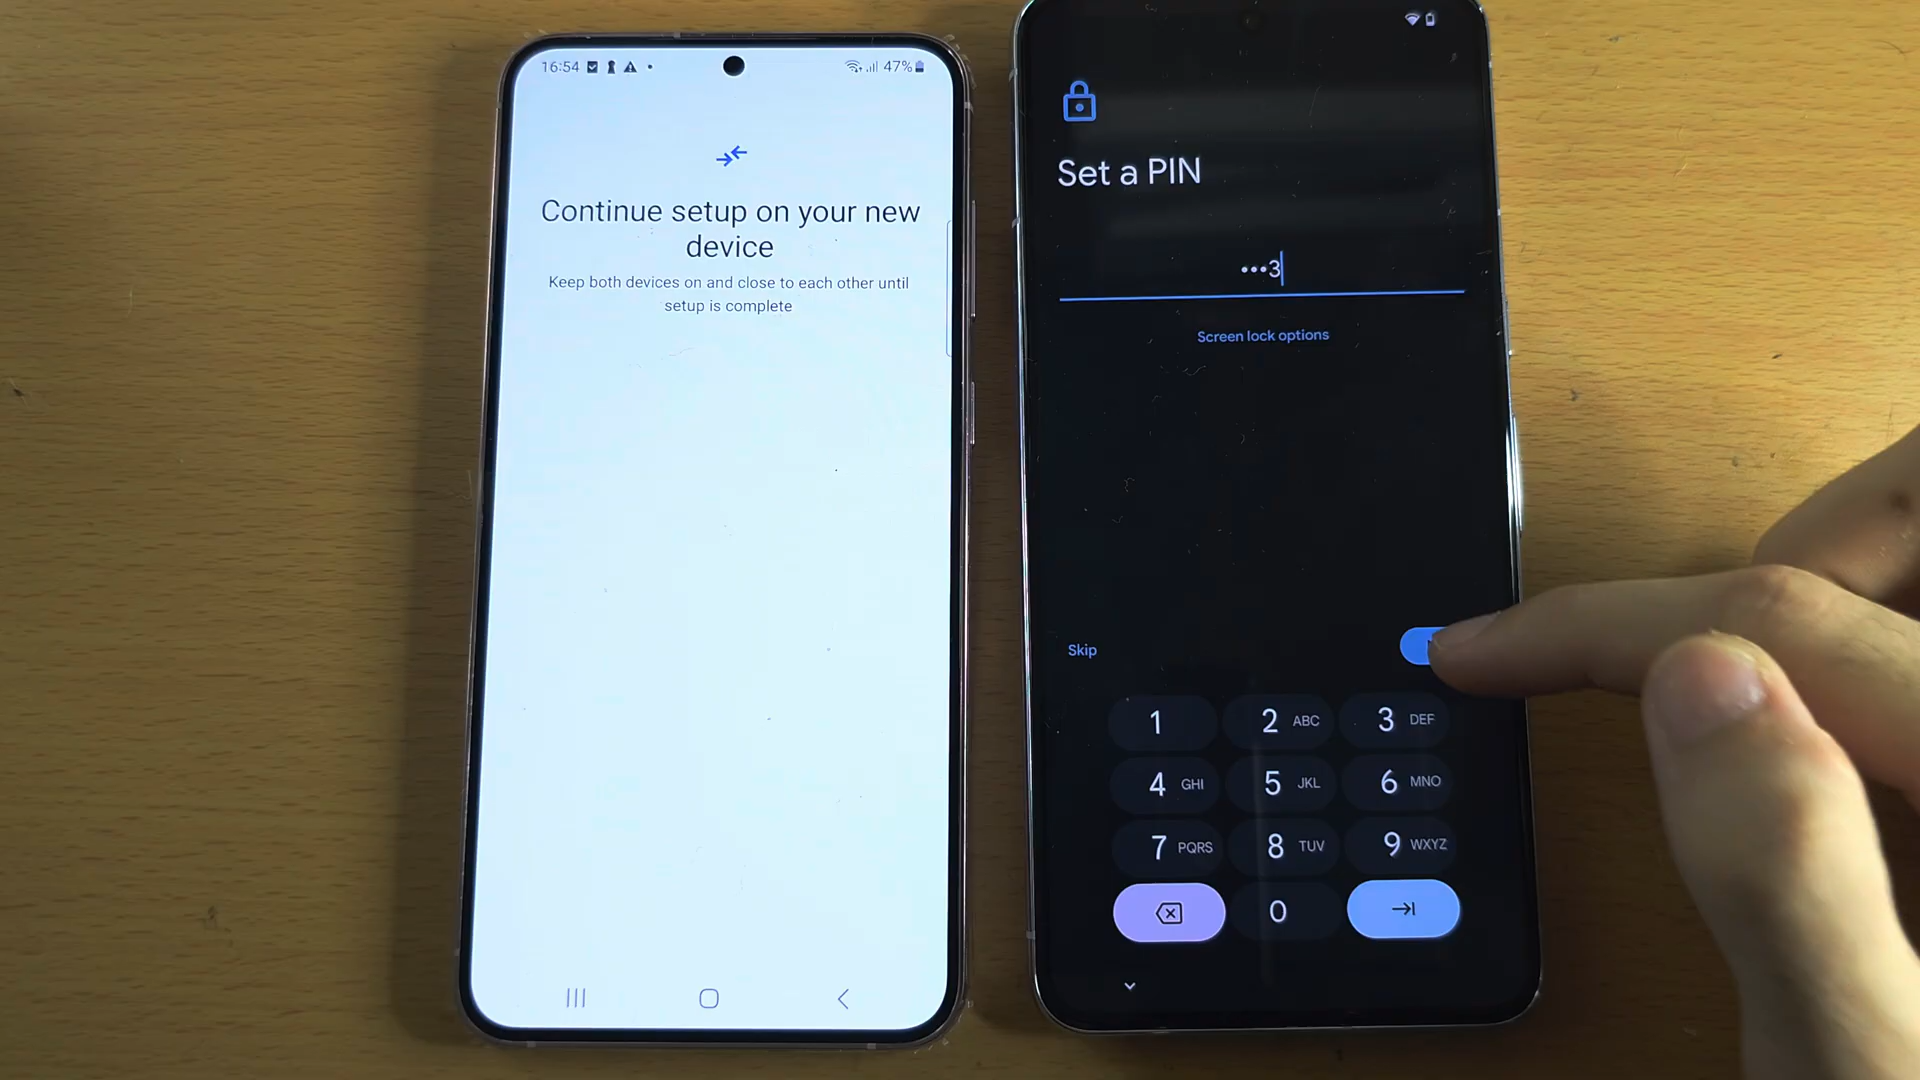 16:54
47%
Continue setup on your new
device
Keep both devices on and close to each other until
setup is complete
Set a PIN
•••3
Screen lock options
Skip
1
2 ABC
3 DEF
4 GHI
5 JKL
6 MNO
7 PQRS
8 TUV
9 WXYZ
0